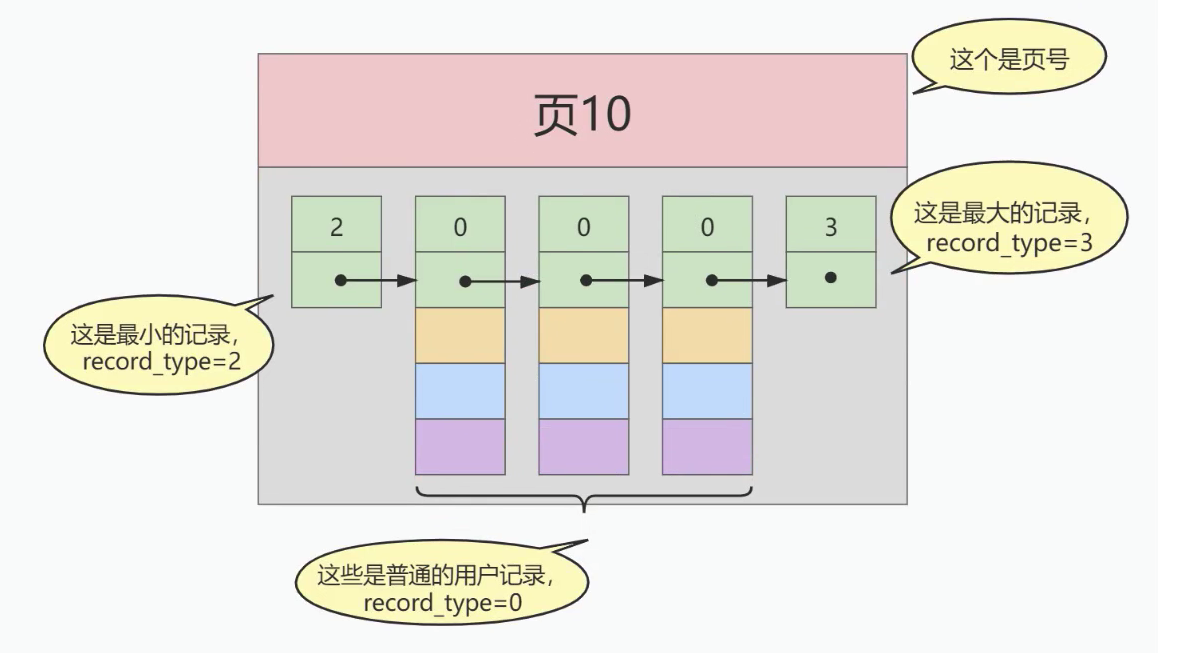 这个是页号
页10
2 0 0 0 3
这是最大的记录，
record_type=3
这是最小的记录，
record_type=2
这些是普通的用户记录，
record_type=0